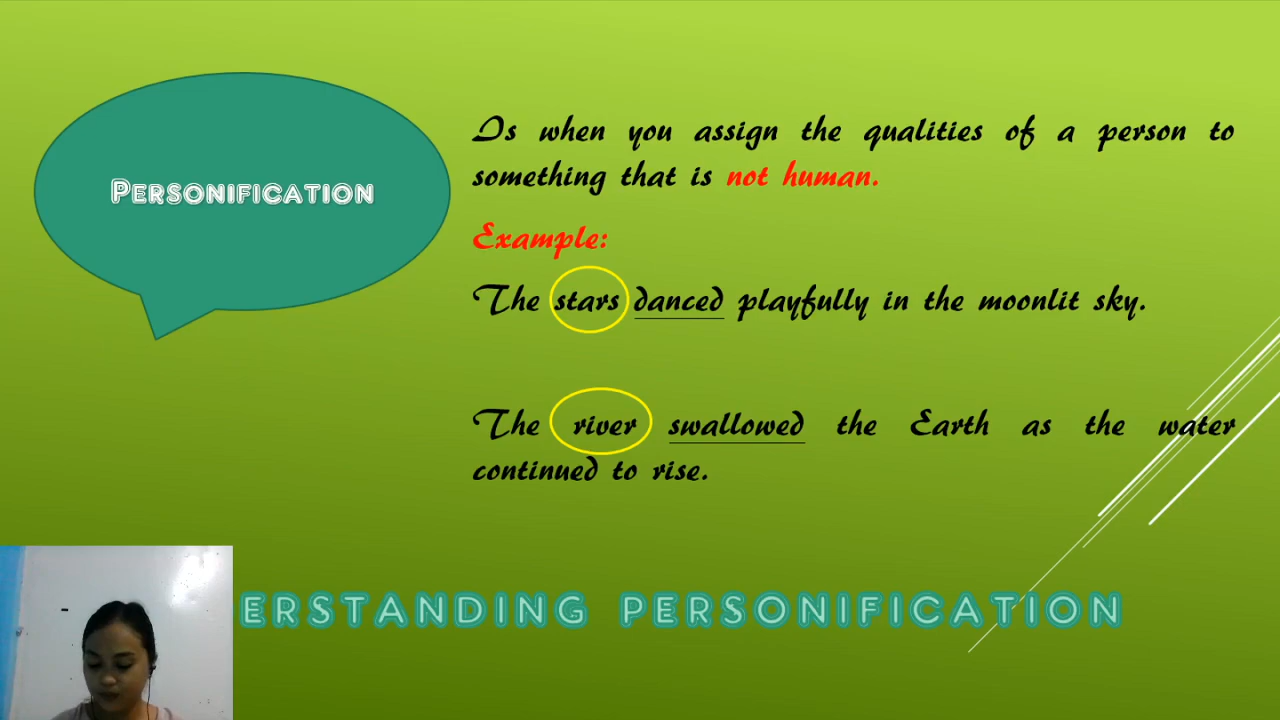 Personification
Is when you assign the qualities of a person to
something that is not human.
Example:
The stars danced playfully in the moonlit sky.
The river swallowed the Earth as the water
continued to rise.
ERSTANDING PERSONIFICATION